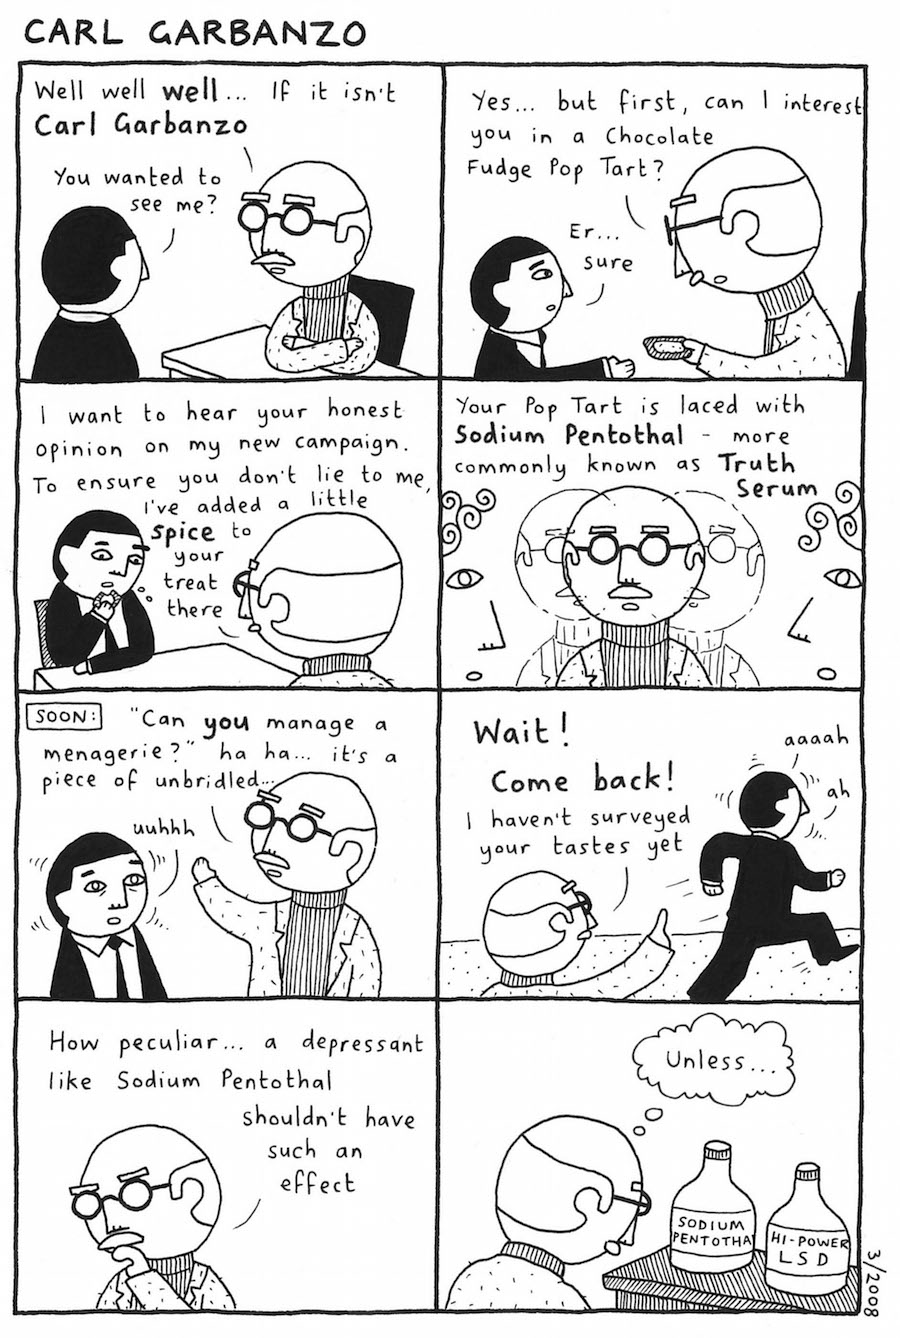 CARL GARBANZO
Well well well... If it isn't
Carl Garbanzo
You wanted to
see me?
Yes... but first, can I interest
you in a Chocolate
Fudge Pop Tart?
Er...
sure
I want to hear your honest
opinion on my new campaign.
To ensure you don't lie to me,
I've added a little
spice to
your
treat
there
Your Pop Tart is laced with
Sodium Pentothal - more
commonly known as Truth
Serum
SOON:
"Can you manage a
menagerie?" ha ha... it's a
piece of unbridled...
uuhhh
Wait!
Come back!
I haven't surveyed
your tastes yet
aaaah
ah
How peculiar... a depressant
like Sodium Pentothal
shouldn't have
such an
effect
Unless...
SODIUM
PENTOTHA
HI-POWER
LSD
3/2008